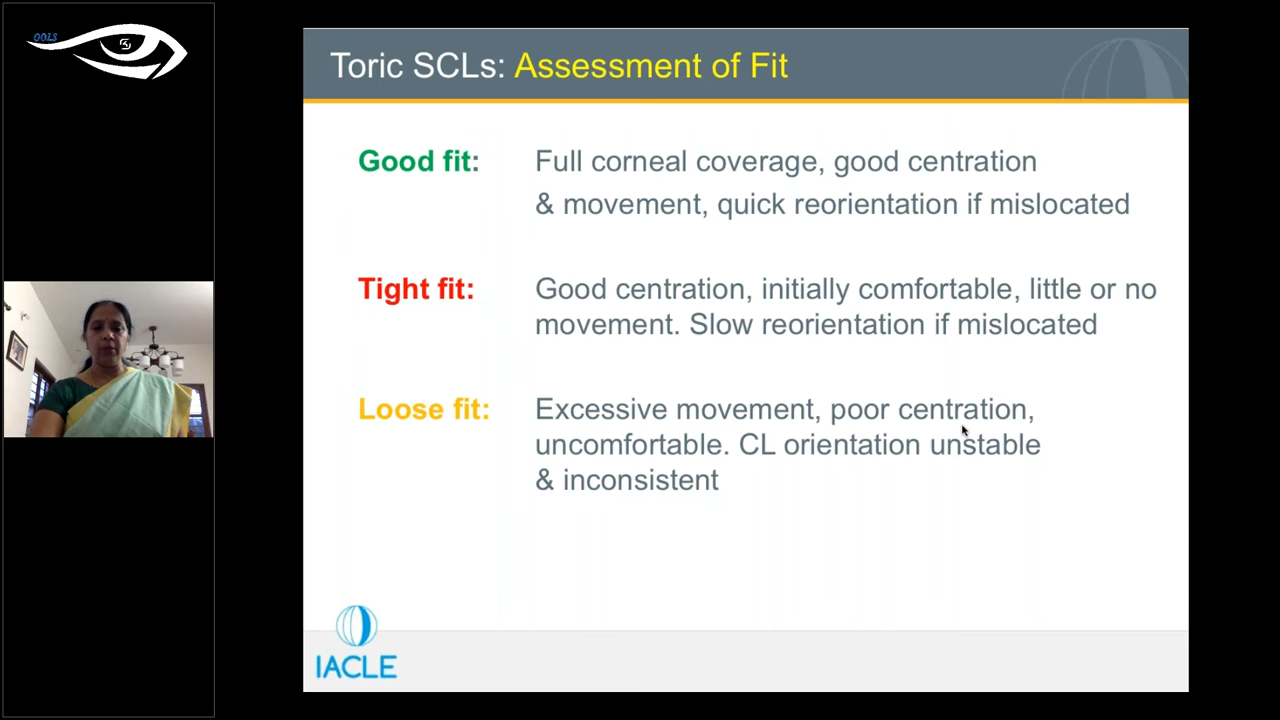 OOLS
Toric SCLs: Assessment of Fit
Good fit: Full corneal coverage, good centration
& movement, quick reorientation if mislocated
Tight fit: Good centration, initially comfortable, little or no
movement. Slow reorientation if mislocated
Loose fit: Excessive movement, poor centration,
uncomfortable. CL orientation unstable
& inconsistent
IACLE